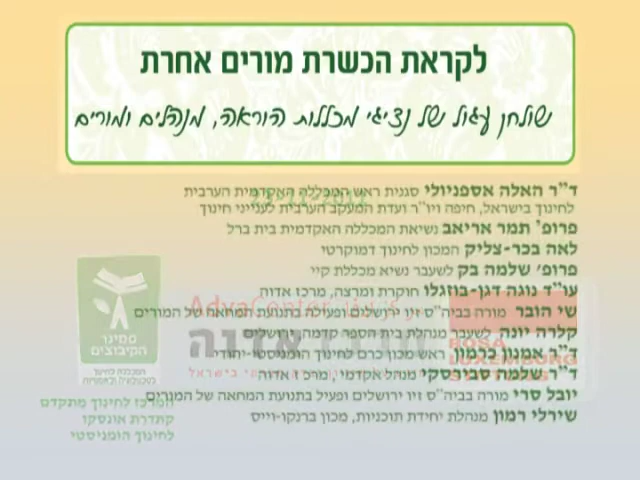 לקראת הכשרת מורים אחרת
שולחן עגול של נציגי מכללות הוראה, מנהלים ומורים
ד"ר האלה אספניולי סגנית ראש המכללה האקדמית הערבית
לחינוך בישראל, חיפה ויו"ר ועדת המעקב הערבית לענייני חינוך
פרופ' תמר אריאב נשיאת המכללה האקדמית בית ברל
לאה בכר-צליק המכון לחינוך דמוקרטי
פרופ' שלמה בק לשעבר נשיא מכללת קיי
עו"ד נוגה דגן-בוזגלו חוקרת ומרצה, מרכז אדוה
שי הובר מורה בביה"ס זיו ירושלים ופעילה בתנועת המחאה של המורים
קלרה יונה לשעבר מנהלת בית הספר קדמה, ירושלים
ד"ר אמנון כרמון ראש מכון כרם לחינוך הומניסטי-יהודי
ד"ר שלמה סבירסקי מנהל אקדמי, מרכז אדוה
יובל סרי מורה בביה"ס זיו ירושלים ופעיל בתנועת המחאה של המורים
שירלי רמון מנהלת יחידת תוכניות, מכון ברנקו-וייס
AdvaCenter
מרכז אדוה
ROSA
LUXEMBURG
סמינר
הקיבוצים
המרכז לחינוך מתקדם
קתדרת אונסקו
לחינוך הומניסטי